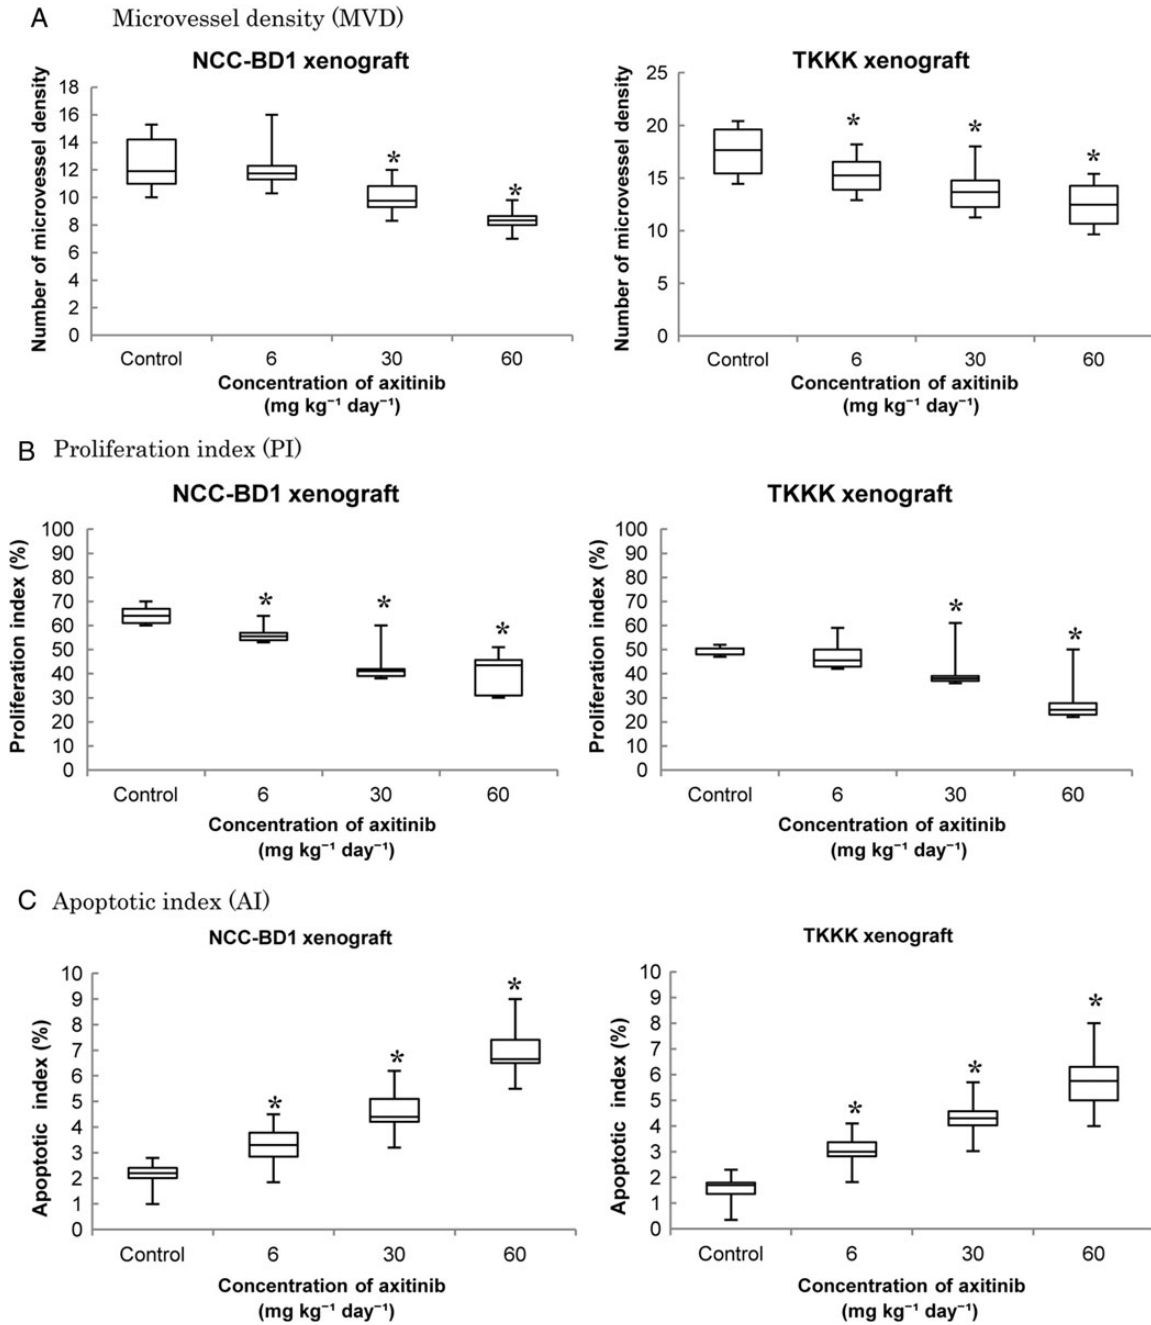 A Microvessel density (MVD)
NCC-BD1 xenograft
Number of microvessel density
18
16
14
12
10
8
6
4
2
0
* *
Control 6 30 60
Concentration of axitinib
(mg kg⁻¹ day⁻¹)
TKKK xenograft
Number of microvessel density
25
20
15
10
5
0
* * *
Control 6 30 60
Concentration of axitinib
(mg kg⁻¹ day⁻¹)
B Proliferation index (PI)
NCC-BD1 xenograft
Proliferation index (%)
100
90
80
70
60
50
40
30
20
10
0
* * *
Control 6 30 60
Concentration of axitinib
(mg kg⁻¹ day⁻¹)
TKKK xenograft
Proliferation index (%)
100
90
80
70
60
50
40
30
20
10
0
* *
Control 6 30 60
Concentration of axitinib
(mg kg⁻¹ day⁻¹)
C Apoptotic index (AI)
NCC-BD1 xenograft
Apoptotic index (%)
10
9
8
7
6
5
4
3
2
1
0
* * *
Control 6 30 60
Concentration of axitinib
(mg kg⁻¹ day⁻¹)
TKKK xenograft
Apoptotic index (%)
10
9
8
7
6
5
4
3
2
1
0
* * *
Control 6 30 60
Concentration of axitinib
(mg kg⁻¹ day⁻¹)